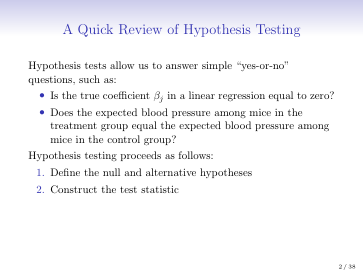 A Quick Review of Hypothesis Testing
Hypothesis tests allow us to answer simple “yes-or-no”
questions, such as:
• Is the true coefficient βj in a linear regression equal to zero?
• Does the expected blood pressure among mice in the
treatment group equal the expected blood pressure among
mice in the control group?
Hypothesis testing proceeds as follows:
1. Define the null and alternative hypotheses
2. Construct the test statistic
2 / 38